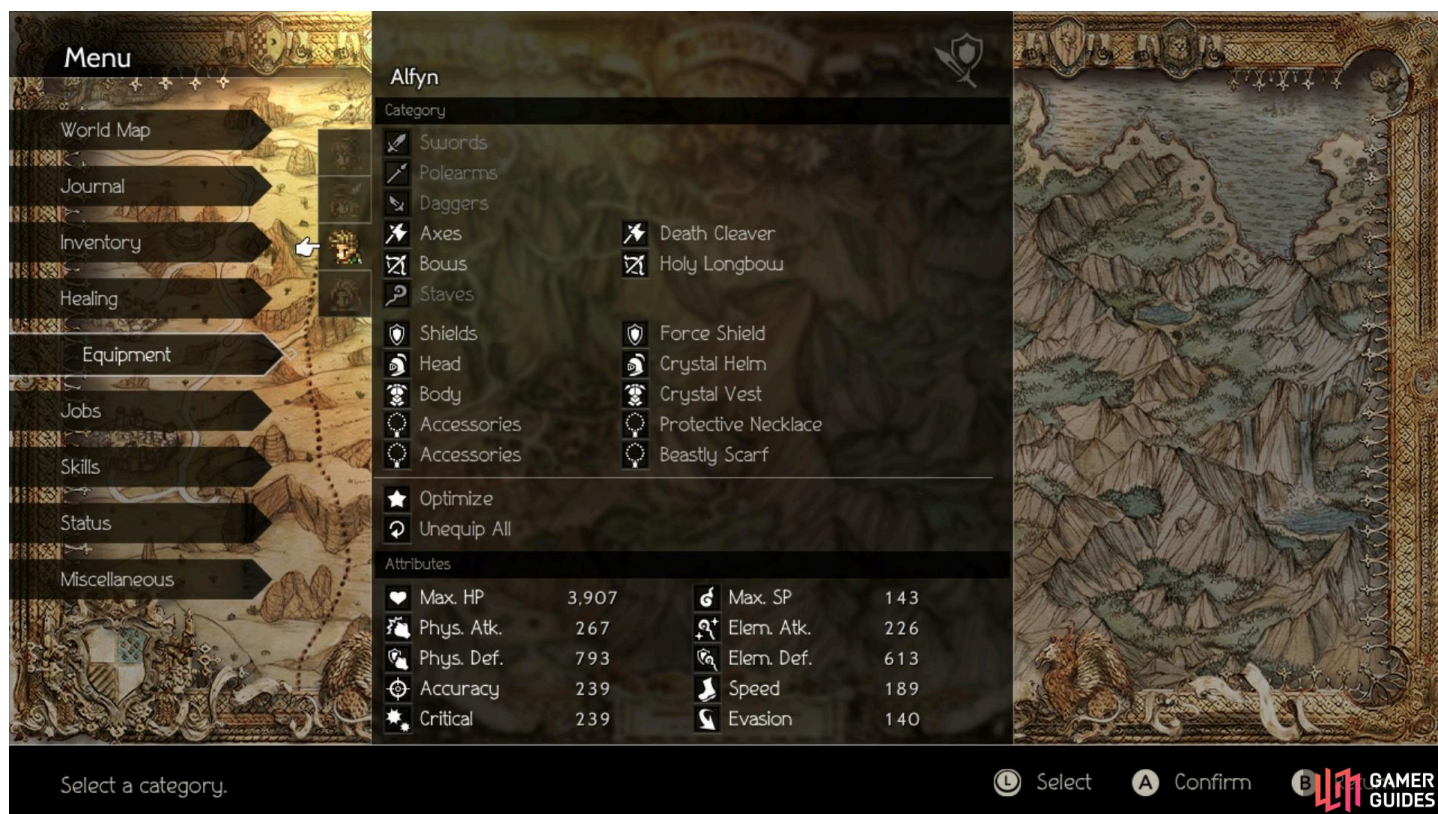 Menu
World Map
Journal
Inventory
Healing
Equipment
Jobs
Skills
Status
Miscellaneous
Alfyn
Category
Swords
Polearms
Daggers
Axes Death Cleaver
Bows Holy Longbow
Staves
Shields Force Shield
Head Crystal Helm
Body Crystal Vest
Accessories Protective Necklace
Accessories Beastly Scarf
Optimize
Unequip All
Attributes
Max. HP 3,907 Max. SP 143
Phys. Atk. 267 Elem. Atk. 226
Phys. Def. 793 Elem. Def. 613
Accuracy 239 Speed 189
Critical 239 Evasion 140
Select a category.
L Select A Confirm B
GAMER
GUIDES